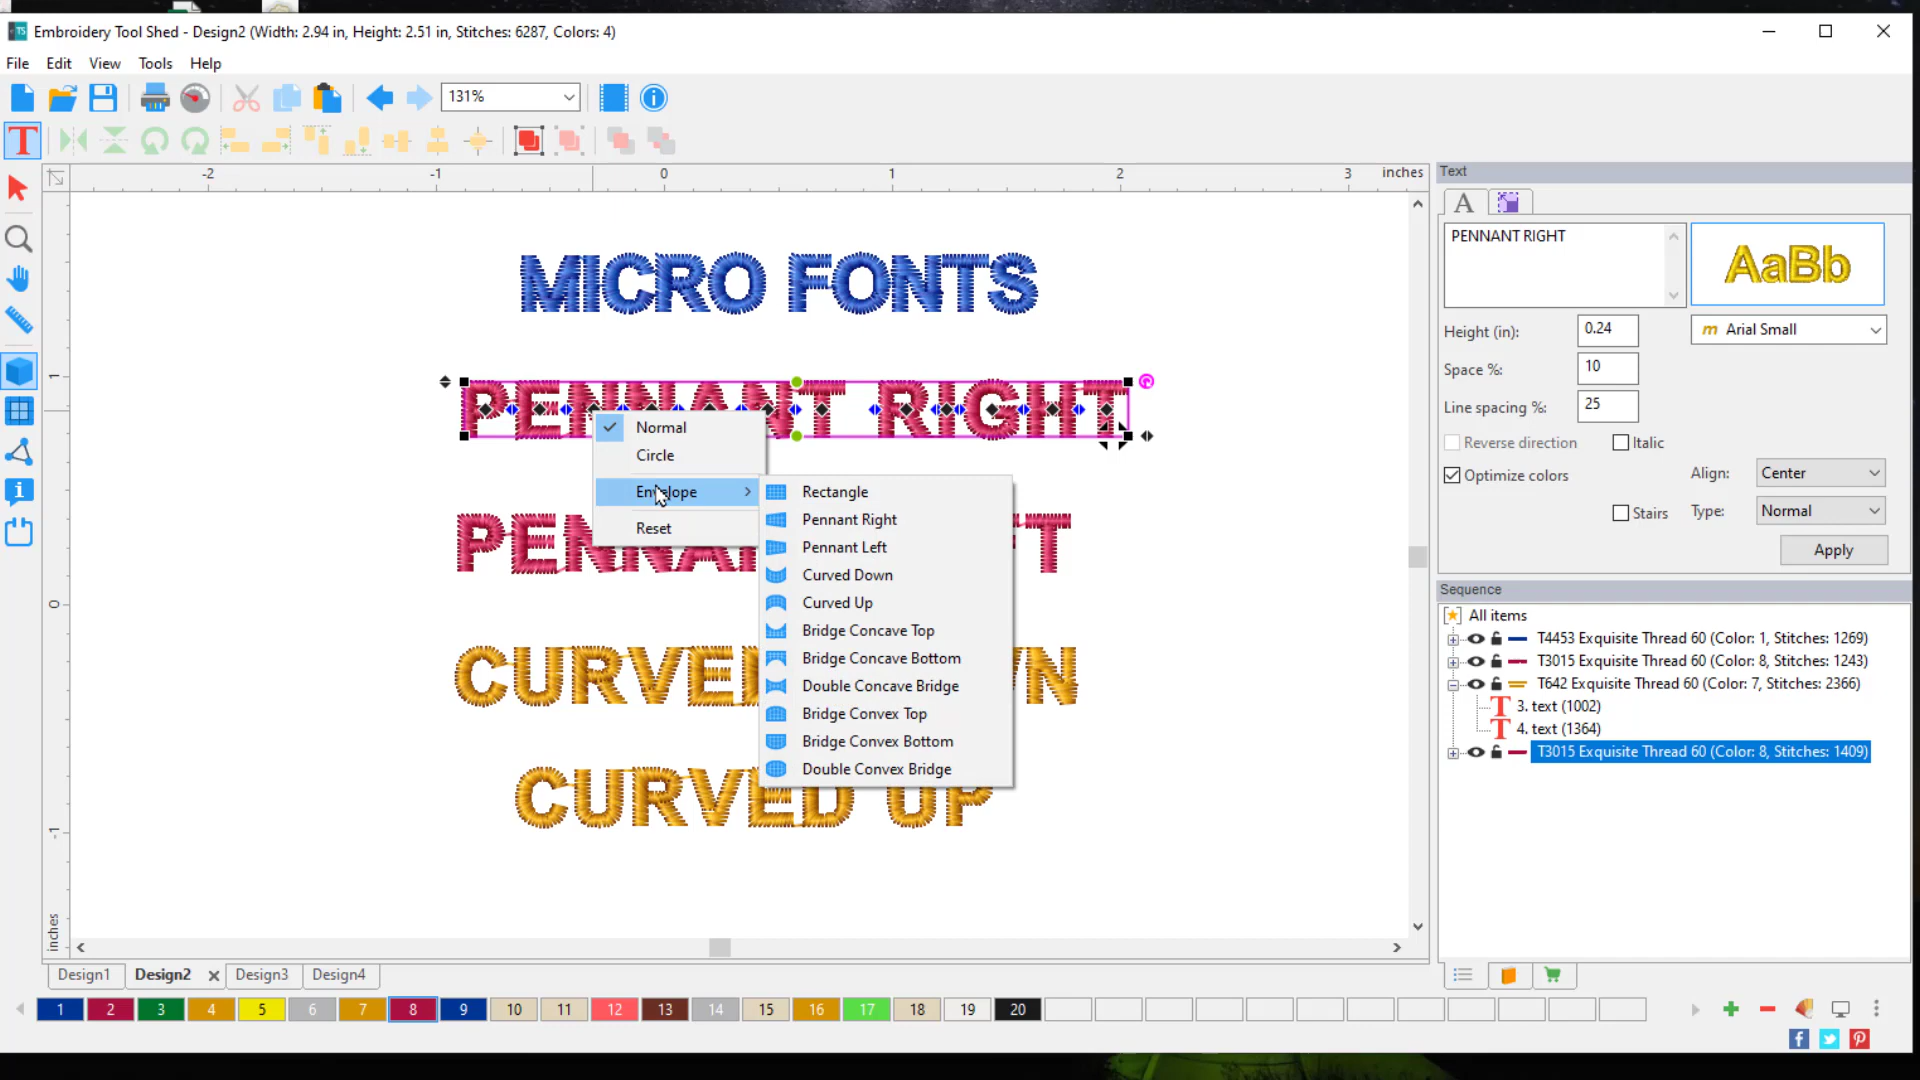 Embroidery Tool Shed - Design2 (Width: 2.94 in, Height: 2.51 in, Stitches: 6287, Colors: 4)
File Edit View Tools Help
131%
-2 -1 0 1 2 3 inches
1
0
-1
inches
MICRO FONTS
PENNANT RIGHT
PENNA T
CURVE N
CURVED UP
Normal
Circle
Envelope
Reset
Rectangle
Pennant Right
Pennant Left
Curved Down
Curved Up
Bridge Concave Top
Bridge Concave Bottom
Double Concave Bridge
Bridge Convex Top
Bridge Convex Bottom
Double Convex Bridge
Text
PENNANT RIGHT
AaBb
Height (in): 0.24
m Arial Small
Space %: 10
Line spacing %: 25
Reverse direction
Italic
Optimize colors
Align: Center
Stairs
Type: Normal
Apply
Sequence
All items
T4453 Exquisite Thread 60 (Color: 1, Stitches: 1269)
T3015 Exquisite Thread 60 (Color: 8, Stitches: 1243)
T642 Exquisite Thread 60 (Color: 7, Stitches: 2366)
3. text (1002)
4. text (1364)
T3015 Exquisite Thread 60 (Color: 8, Stitches: 1409)
Design1 Design2 Design3 Design4
1 2 3 4 5 6 7 8 9 10 11 12 13 14 15 16 17 18 19 20